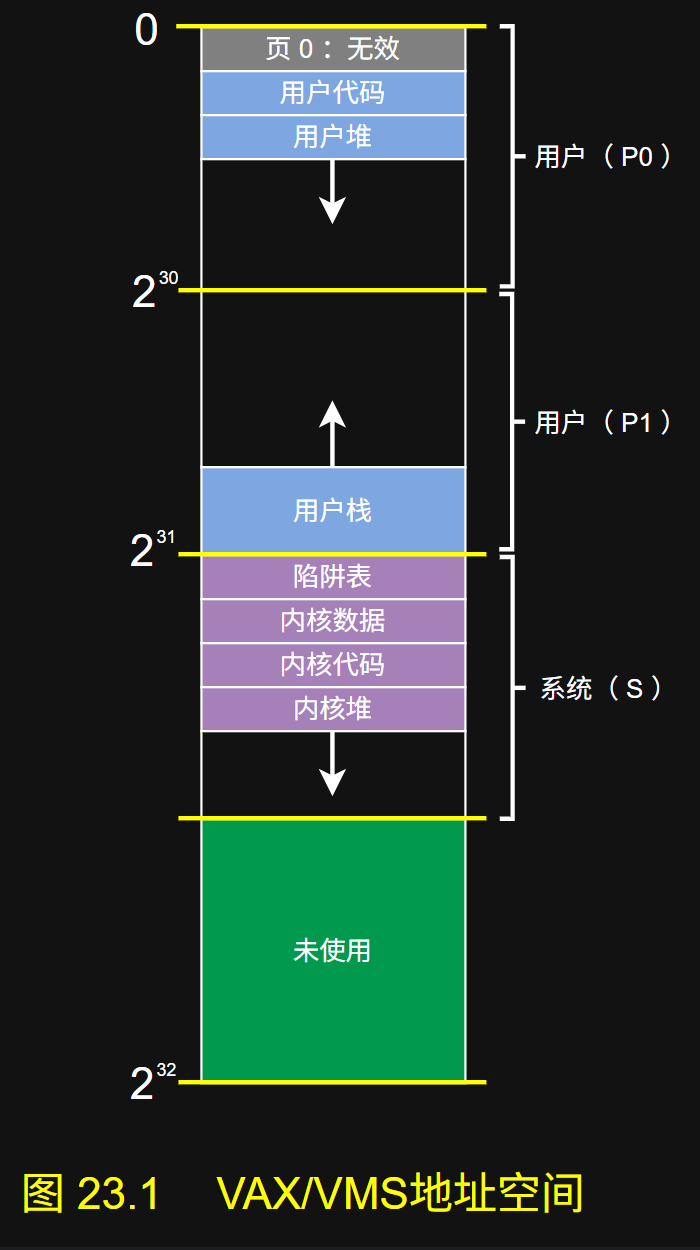 0
页 0 ：无效
用户代码
用户堆
用户（ P0 ）
2^30
用户（ P1 ）
用户栈
2^31
陷阱表
内核数据
内核代码
内核堆
系统（ S ）
未使用
2^32
图 23.1 VAX/VMS地址空间